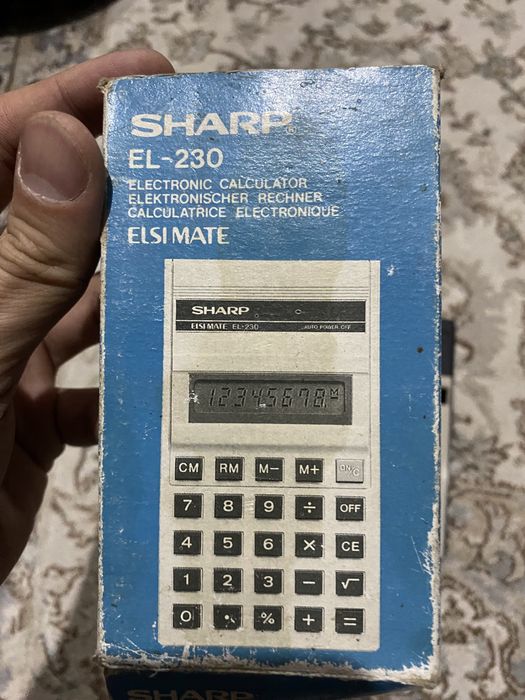 SHARP®
EL-230
ELECTRONIC CALCULATOR
ELEKTRONISCHER RECHNER
CALCULATRICE ELECTRONIQUE
ELSI MATE
SHARP
ELSI MATE EL-230 AUTO POWER OFF
12345678. M -
CM RM M− M+ ON/C
7 8 9 ÷ OFF
4 5 6 × CE
1 2 3 − √
0 • % + =
SHARP